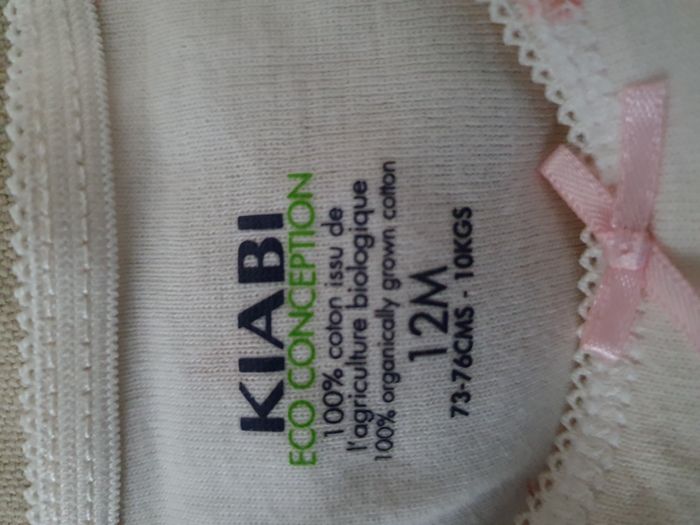 KIABI
ECO CONCEPTION
100% coton issu de
l'agriculture biologique
100% organically grown cotton
12M
73-76CMS - 10KGS